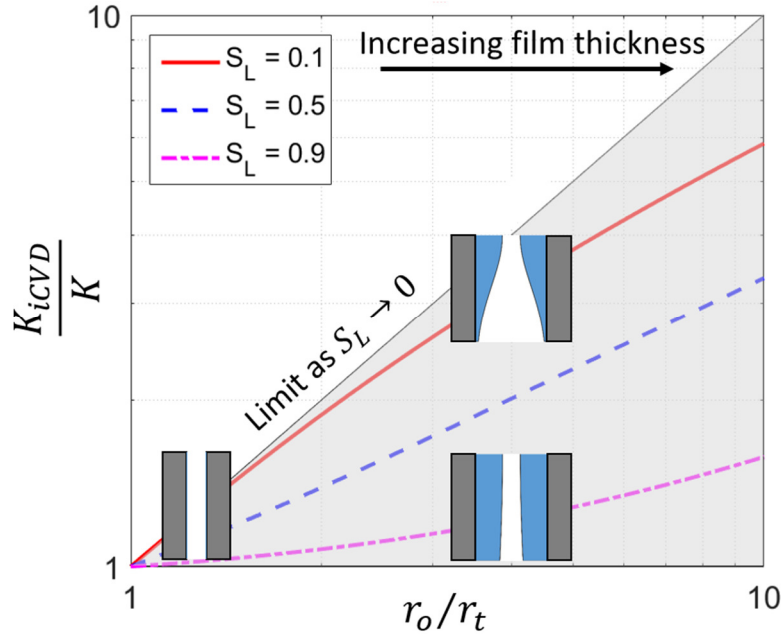 10
Increasing film thickness
S_L = 0.1
S_L = 0.5
S_L = 0.9
K_iCVD
K
Limit as S_L → 0
1
1
10
r_o/r_t